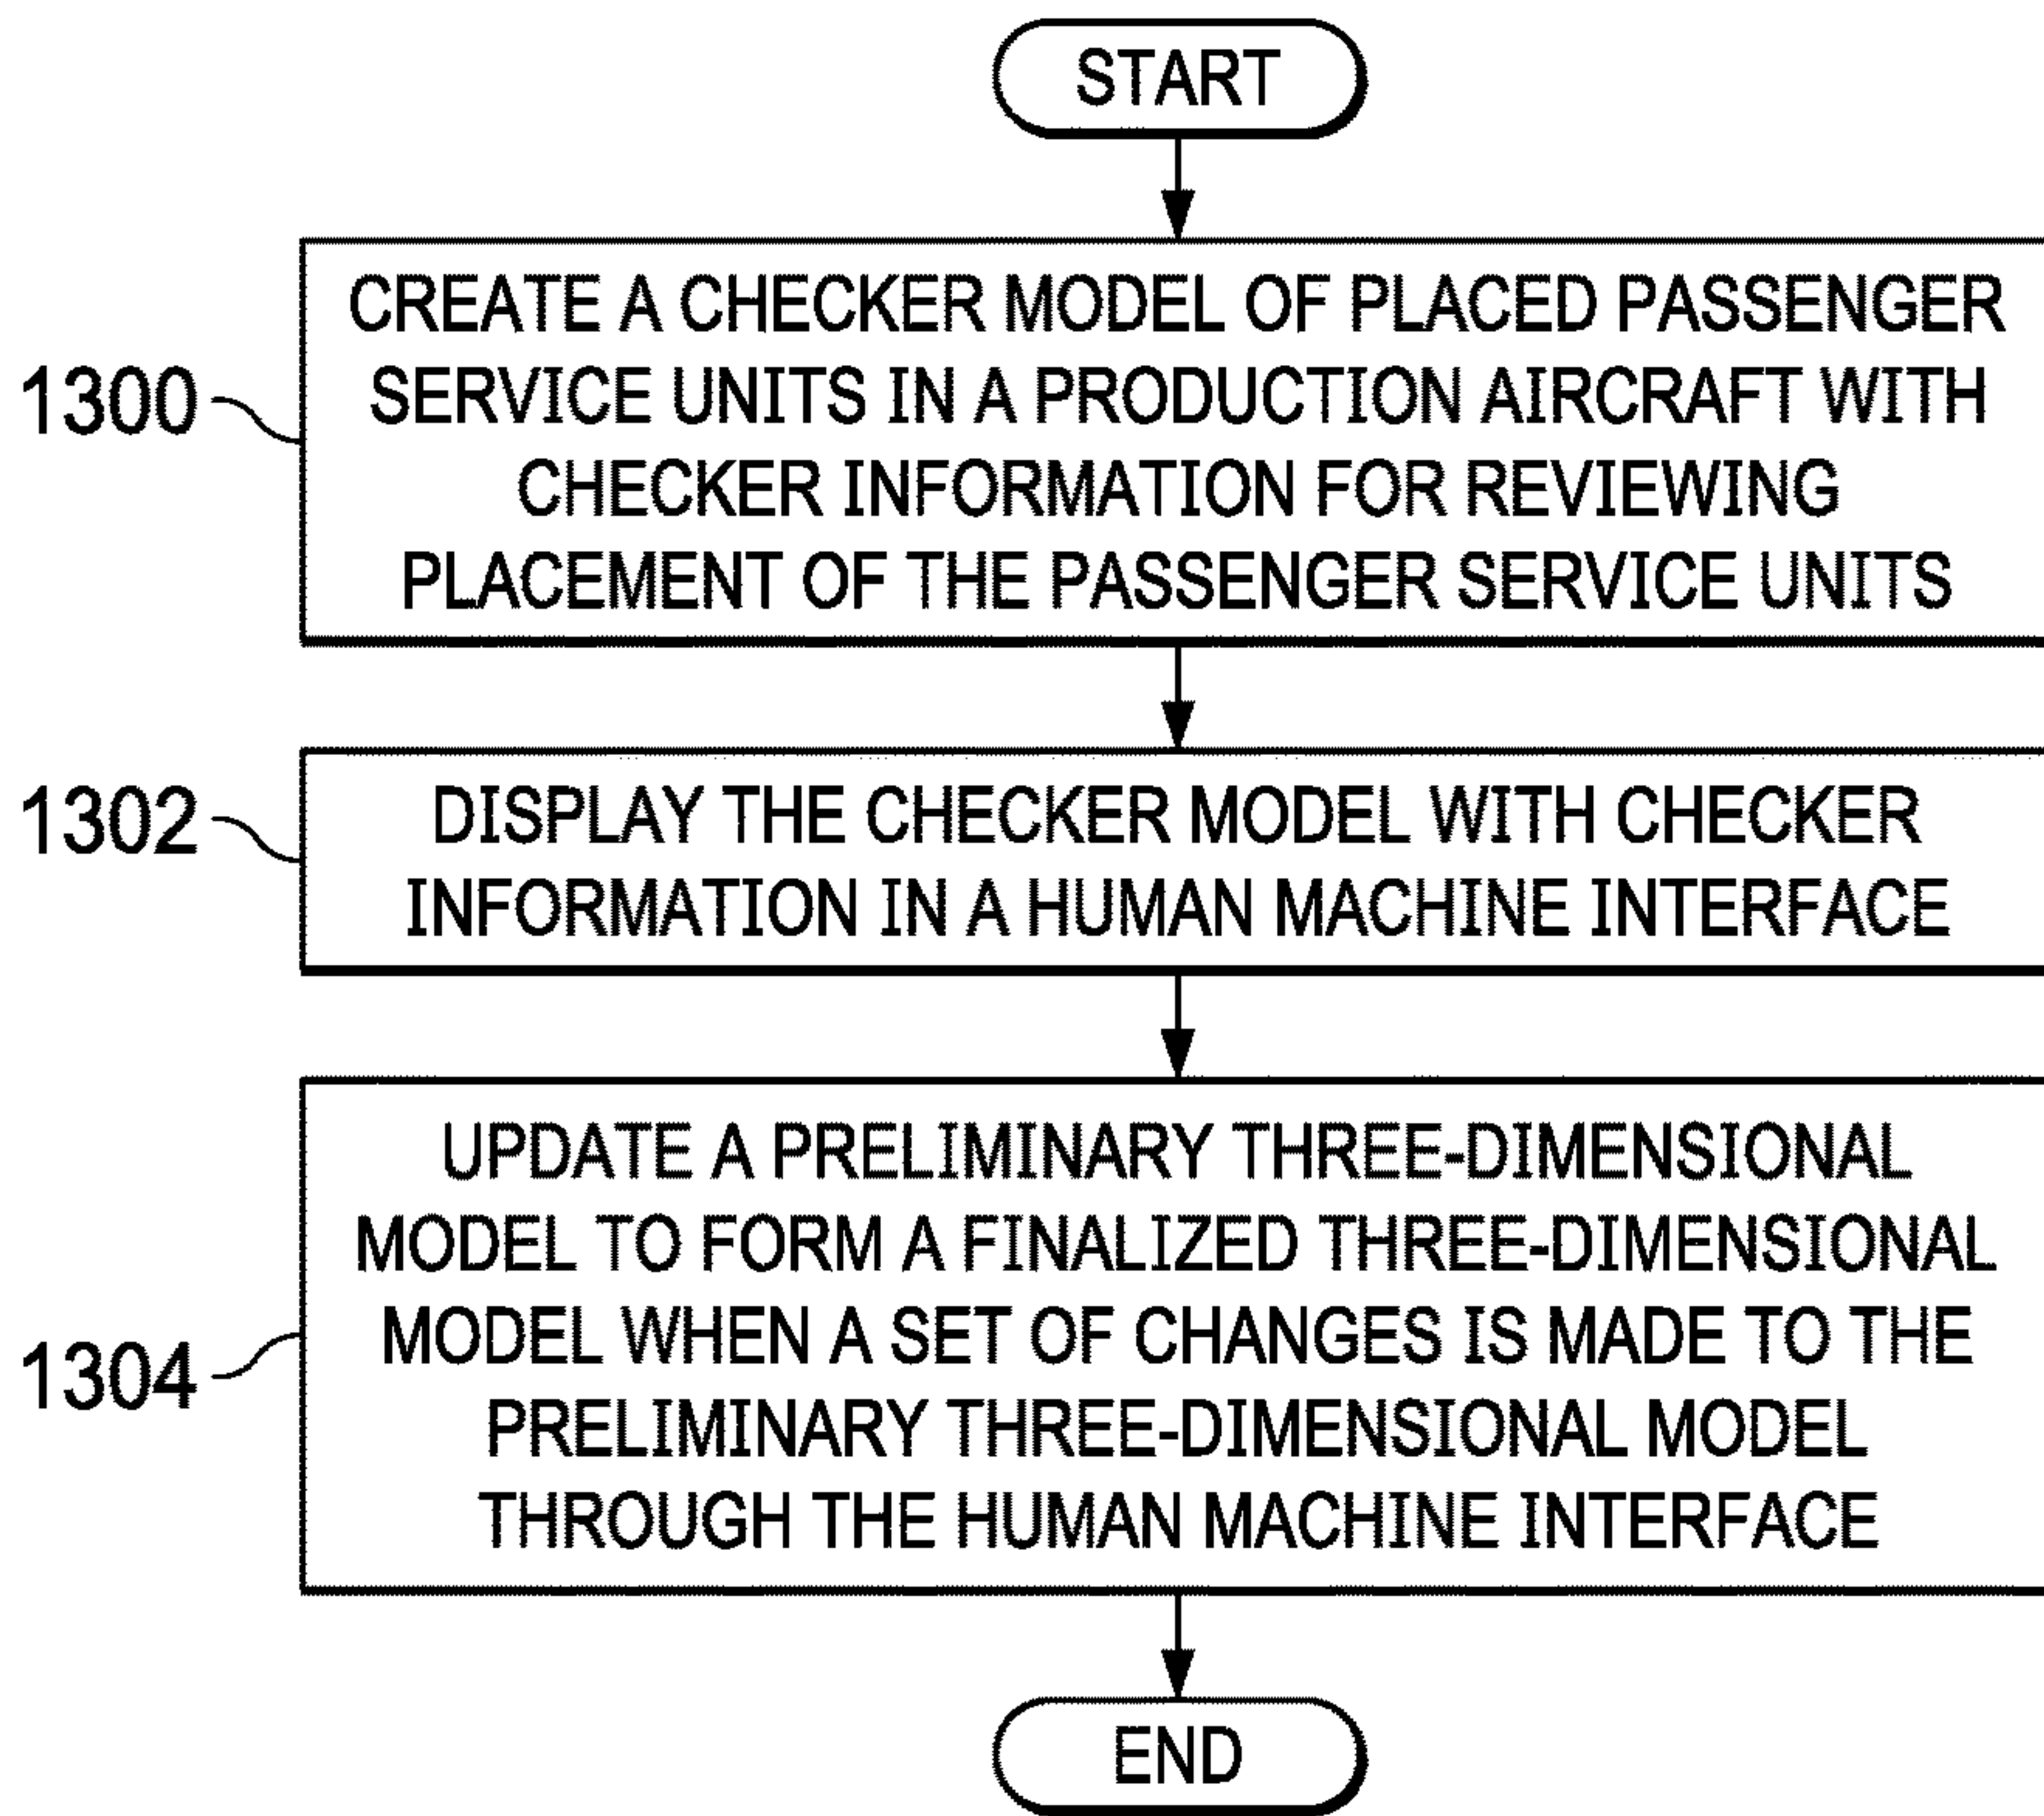 START
1300
CREATE A CHECKER MODEL OF PLACED PASSENGER
SERVICE UNITS IN A PRODUCTION AIRCRAFT WITH
CHECKER INFORMATION FOR REVIEWING
PLACEMENT OF THE PASSENGER SERVICE UNITS
1302
DISPLAY THE CHECKER MODEL WITH CHECKER
INFORMATION IN A HUMAN MACHINE INTERFACE
1304
UPDATE A PRELIMINARY THREE-DIMENSIONAL
MODEL TO FORM A FINALIZED THREE-DIMENSIONAL
MODEL WHEN A SET OF CHANGES IS MADE TO THE
PRELIMINARY THREE-DIMENSIONAL MODEL
THROUGH THE HUMAN MACHINE INTERFACE
END